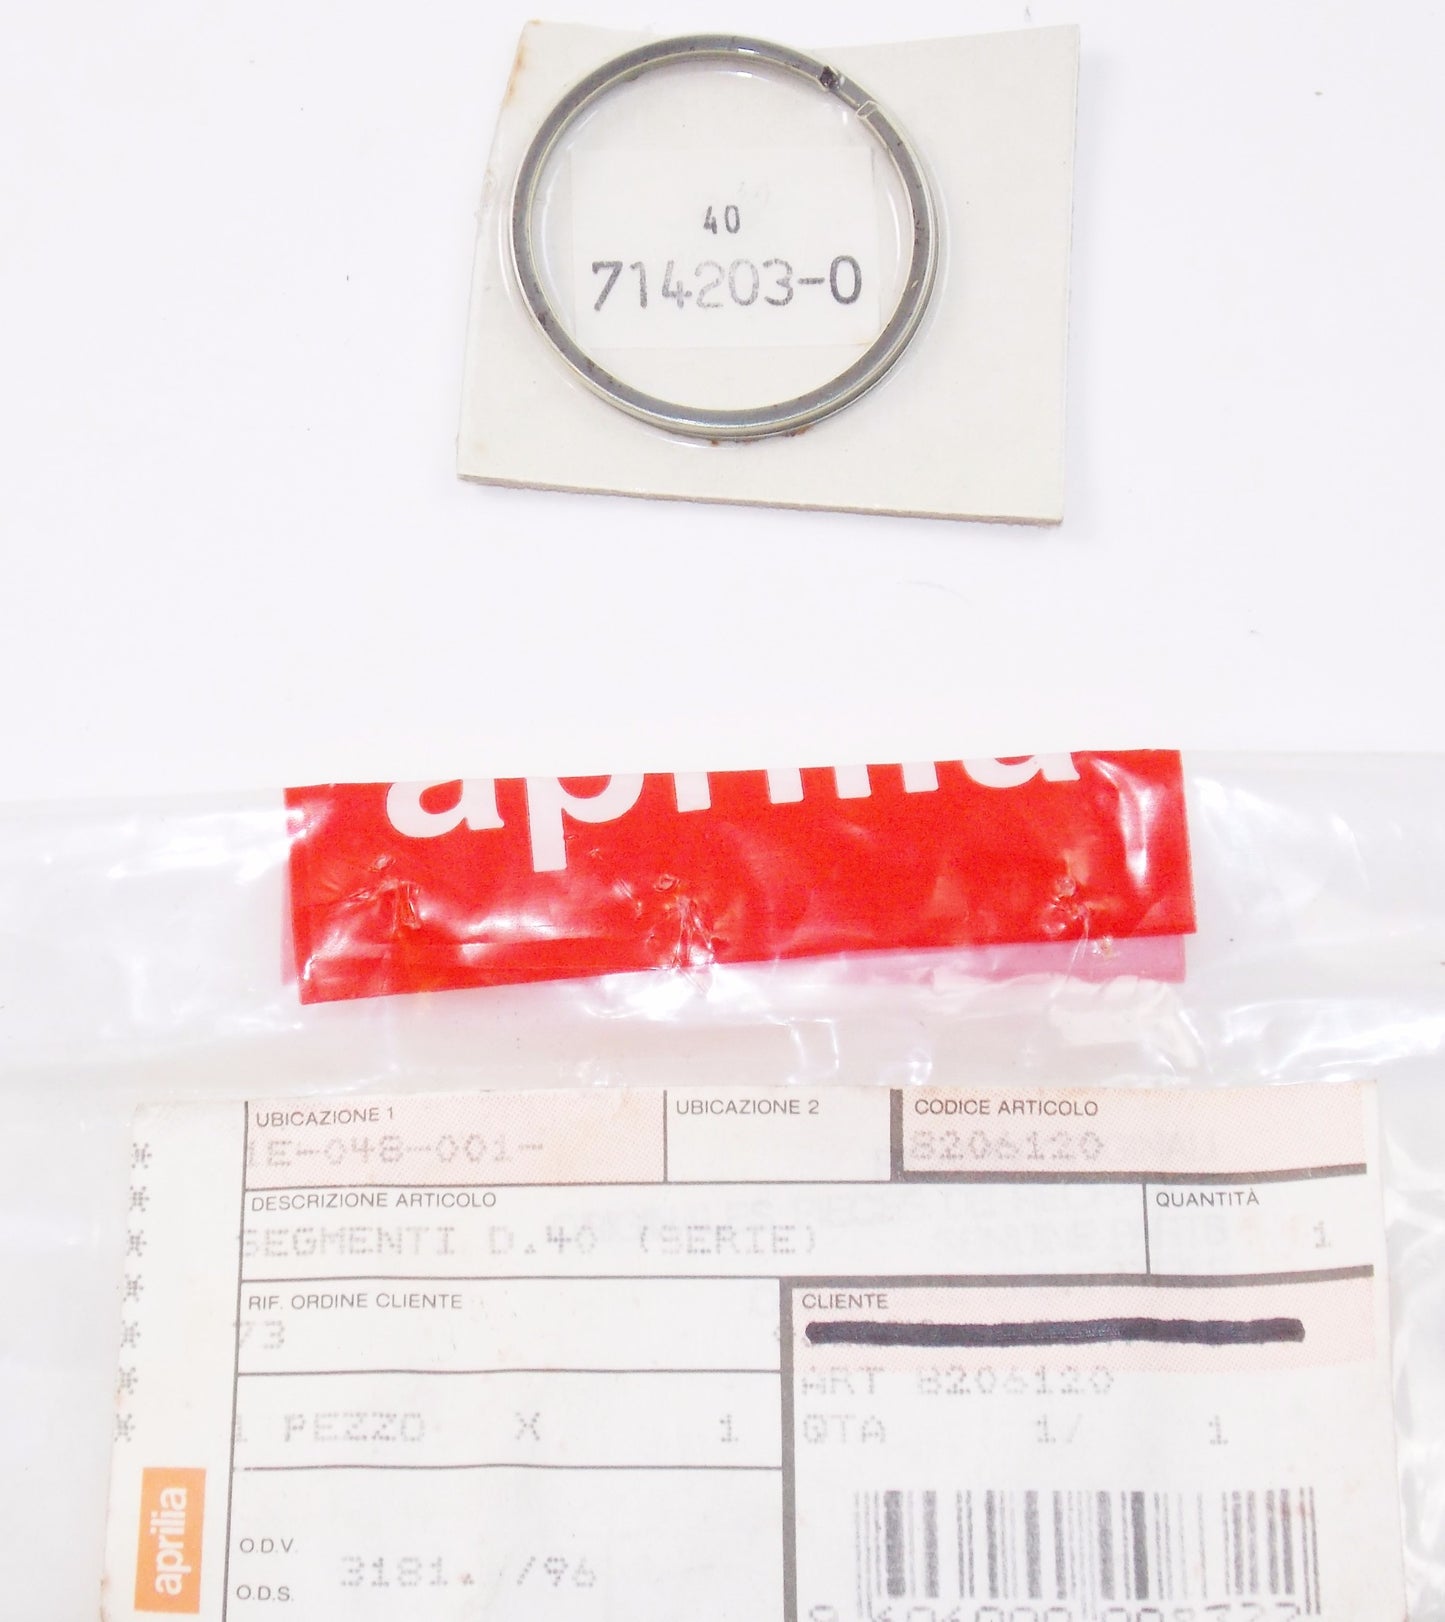 40
714203-0
aprilia
UBICAZIONE 1
1E-048-001-
UBICAZIONE 2
CODICE ARTICOLO
8206120
DESCRIZIONE ARTICOLO
SEGMENTI D.40 (SERIE)
QUANTITÀ
1
RIF. ORDINE CLIENTE
73
CLIENTE
ART 8206120
1 PEZZO X 1
QTA 1/ 1
aprilia
O.D.V.
3181. /96
O.D.S.